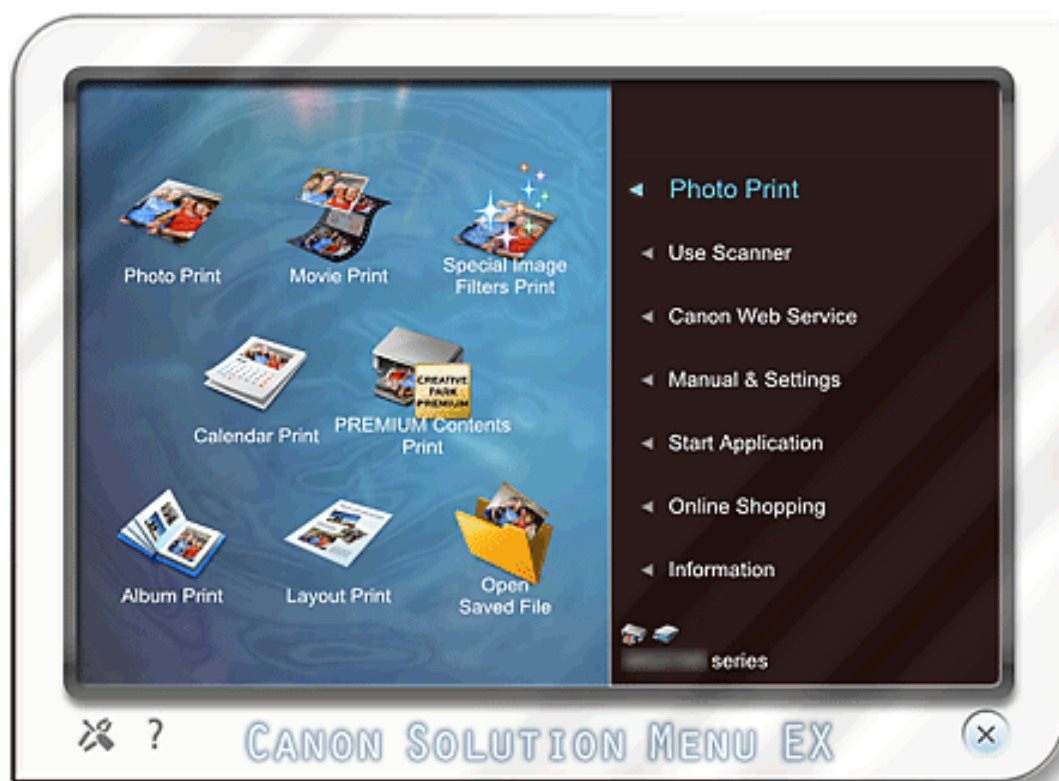 Photo Print
Movie Print
Special Image
Filters Print
Calendar Print
CREATIVE
PARK
PREMIUM
PREMIUM Contents
Print
Album Print
Layout Print
Open
Saved File
Photo Print
Use Scanner
Canon Web Service
Manual & Settings
Start Application
Online Shopping
Information
series
?
CANON SOLUTION MENU EX